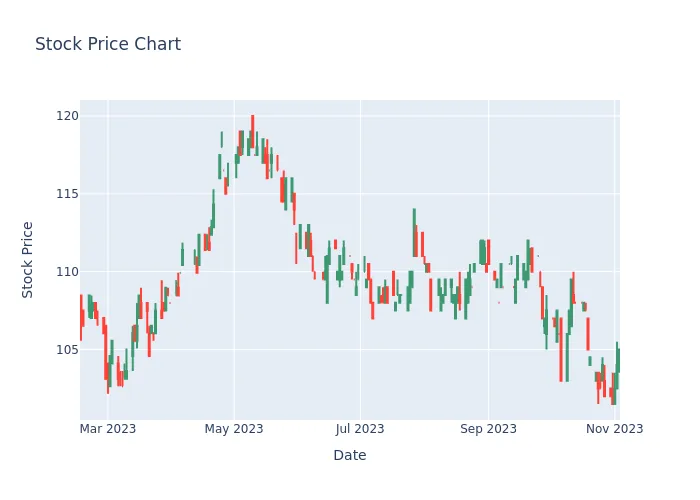 Stock Price Chart
120
115
110
105
Stock Price
Mar 2023
May 2023
Jul 2023
Sep 2023
Nov 2023
Date